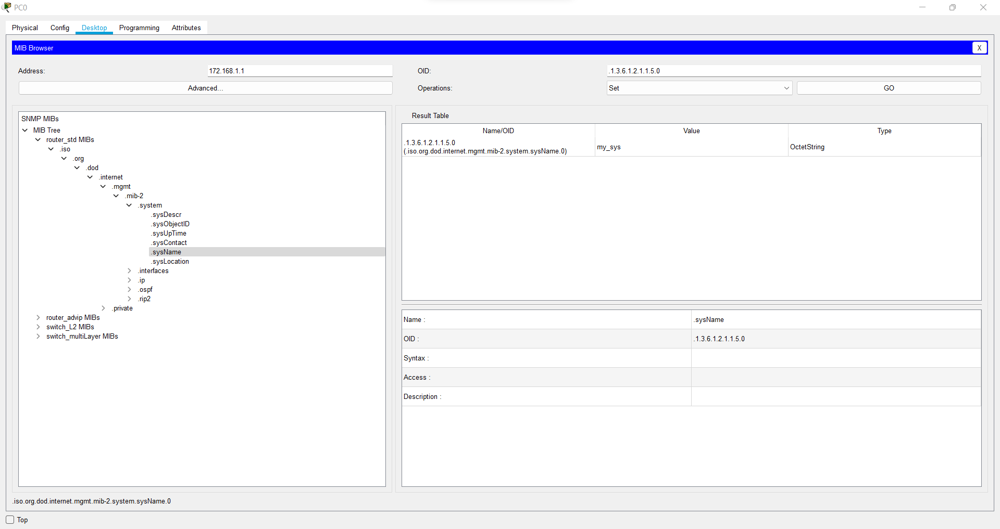 PC0
Physical Config Desktop Programming Attributes
MIB Browser X
Address: 172.168.1.1 OID: .1.3.6.1.2.1.1.5.0
Advanced... Operations: Set GO
SNMP MIBs
MIB Tree
router_std MIBs
.iso
.org
.dod
.internet
.mgmt
.mib-2
.system
.sysDescr
.sysObjectID
.sysUpTime
.sysContact
.sysName
.sysLocation
.interfaces
.ip
.ospf
.rip2
.private
router_advip MIBs
switch_L2 MIBs
switch_multiLayer MIBs
Result Table
Name/OID Value Type
.1.3.6.1.2.1.1.5.0
(.iso.org.dod.internet.mgmt.mib-2.system.sysName.0) my_sys OctetString
Name : .sysName
OID : .1.3.6.1.2.1.1.5.0
Syntax :
Access :
Description :
.iso.org.dod.internet.mgmt.mib-2.system.sysName.0
Top